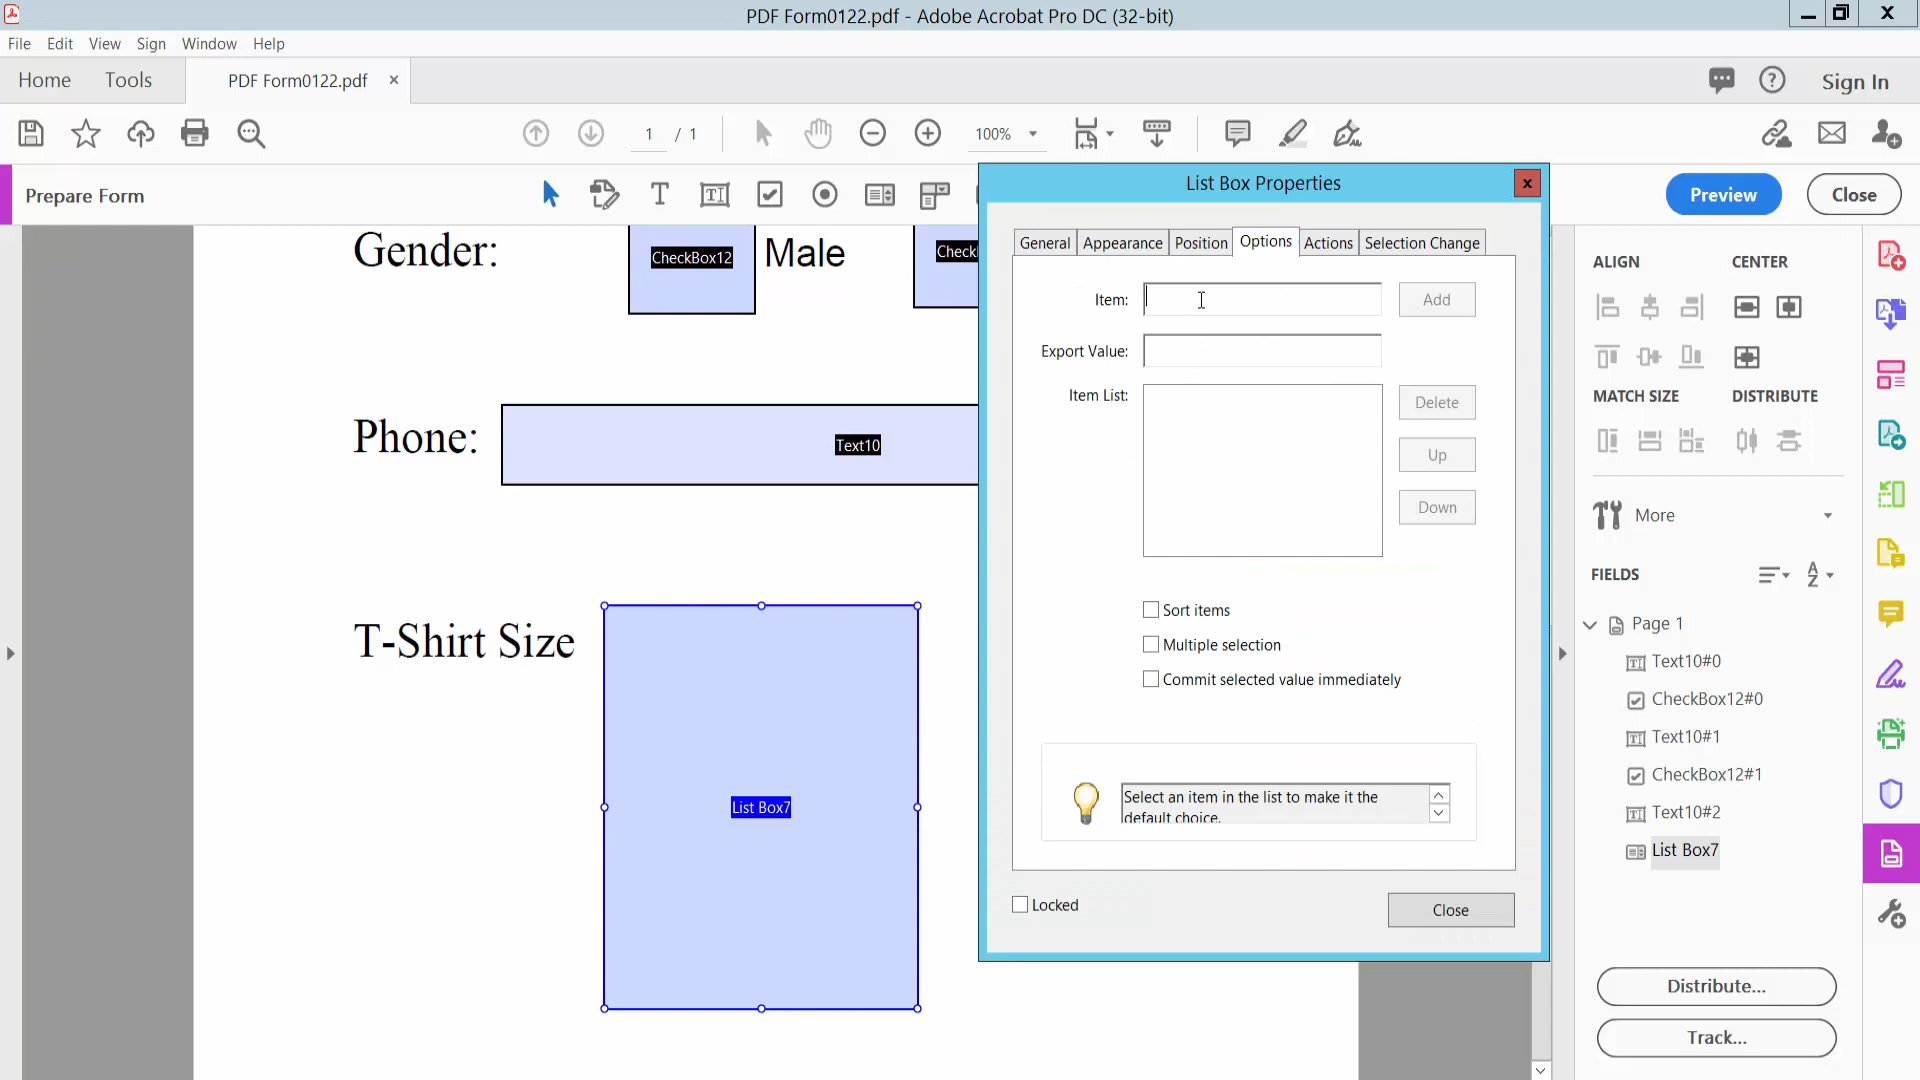 PDF Form0122.pdf - Adobe Acrobat Pro DC (32-bit)
File Edit View Sign Window Help
Home Tools PDF Form0122.pdf × Sign In
1 / 1 100%
Prepare Form Preview Close
List Box Properties
x
General Appearance Position Options Actions Selection Change
Item: Add
Export Value:
Item List: Delete
Up
Down
Sort items
Multiple selection
Commit selected value immediately
Select an item in the list to make it the
default choice.
Locked Close
Gender: CheckBox12 Male Check
Phone: Text10
T-Shirt Size
List Box7
ALIGN CENTER
MATCH SIZE DISTRIBUTE
More
FIELDS
Page 1
Text10#0
CheckBox12#0
Text10#1
CheckBox12#1
Text10#2
List Box7
Distribute...
Track...